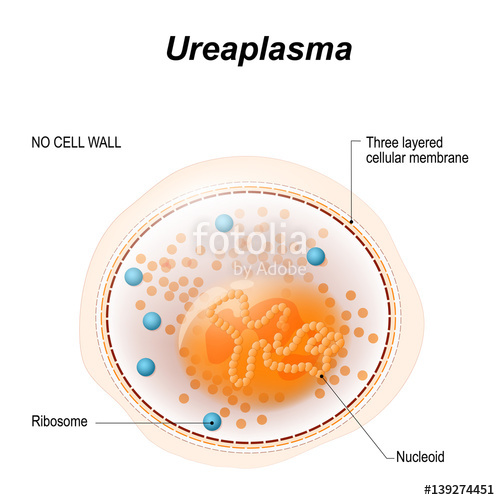 Ureaplasma
NO CELL WALL
Three layered
cellular membrane
fotolia
by Adobe
Ribosome
Nucleoid
#139274451